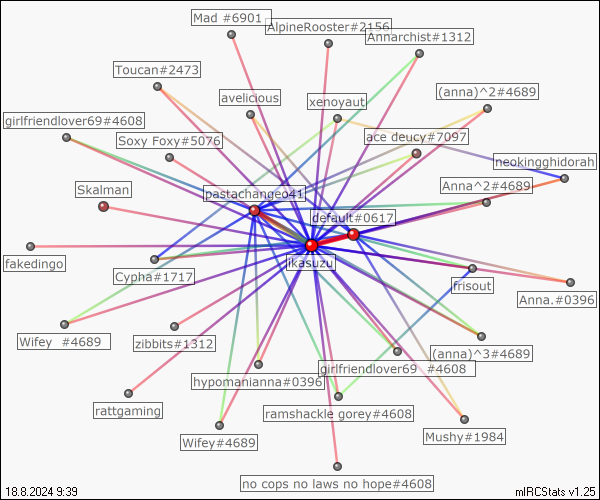 Mad #6901
AlpineRooster#2156
Annarchist#1312
Toucan#2473
(anna)^2#4689
avelicious
xenoyaut
girlfriendlover69#4608
ace deucy#7097
Soxy Foxy#5076
neokingghidorah
Anna^2#4689
Skalman
pastachangeo41
default#0617
fakedingo
ikasuzu
Cypha#1717
frisout
Anna.#0396
Wifey #4689
zibbits#1312
(anna)^3#4689
girlfriendlover69 #4608
hypomanianna#0396
rattgaming
ramshackle gorey#4608
Mushy#1984
Wifey#4689
no cops no laws no hope#4608
18.8.2024 9:39
mIRCStats v1.25